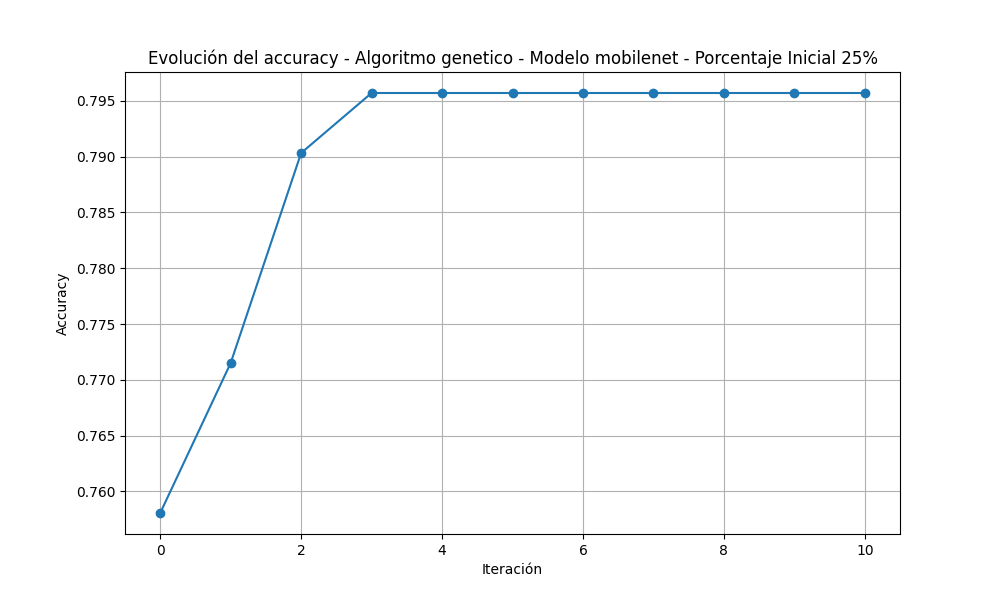 Evolución del accuracy - Algoritmo genetico - Modelo mobilenet - Porcentaje Inicial 25%
0.795
0.790
0.785
0.780
0.775
0.770
0.765
0.760
Accuracy
0 2 4 6 8 10
Iteración